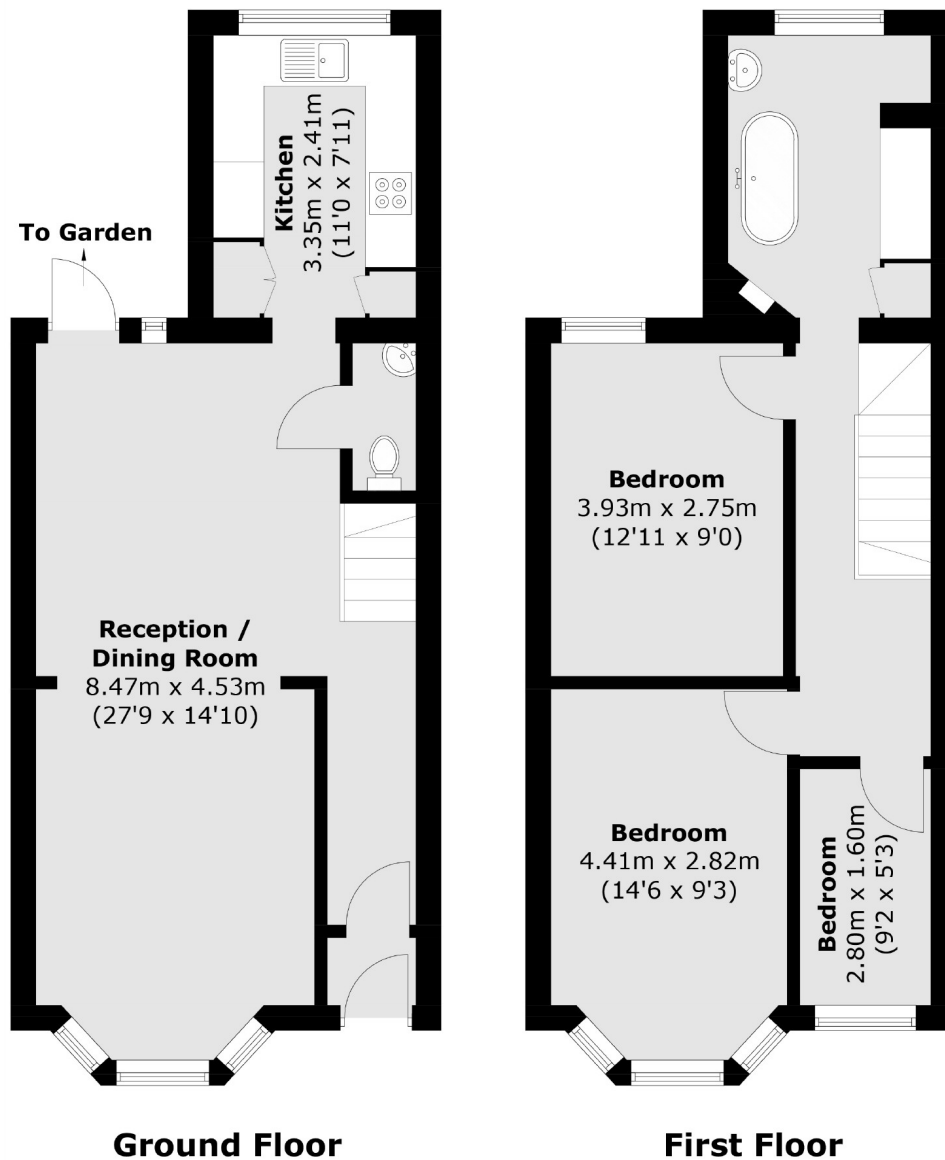 To Garden
Kitchen
3.35m x 2.41m
(11'0 x 7'11)
Reception /
Dining Room
8.47m x 4.53m
(27'9 x 14'10)
Ground Floor
Bedroom
3.93m x 2.75m
(12'11 x 9'0)
Bedroom
4.41m x 2.82m
(14'6 x 9'3)
Bedroom
2.80m x 1.60m
(9'2 x 5'3)
First Floor